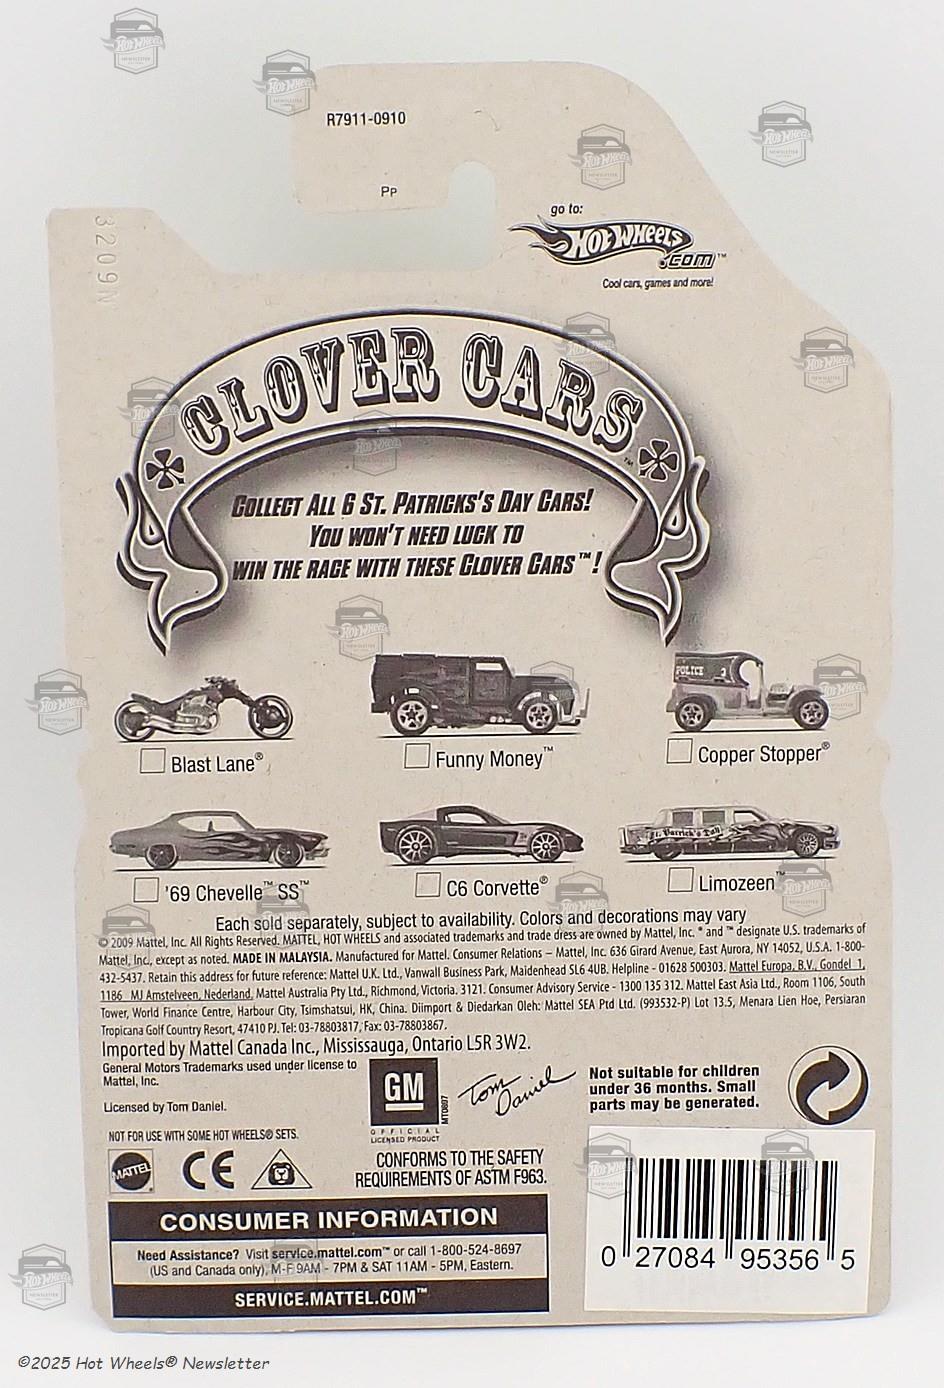 R7911-0910
Pp
3209N
go to:
Hot Wheels
.COM™
Cool cars, games and more!
CLOVER CARS™
COLLECT ALL 6 ST. PATRICKS'S DAY CARS!
YOU WON'T NEED LUCK TO
WIN THE RACE WITH THESE CLOVER CARS™!
POLICE
Blast Lane®
Funny Money™
Copper Stopper®
St. Patrick's Day
'69 Chevelle™ SS™
C6 Corvette®
Limozeen™
Each sold separately, subject to availability. Colors and decorations may vary
© 2009 Mattel, Inc. All Rights Reserved. MATTEL, HOT WHEELS and associated trademarks and trade dress are owned by Mattel, Inc. ® and ™ designate U.S. trademarks of
Mattel, Inc., except as noted. MADE IN MALAYSIA. Manufactured for Mattel. Consumer Relations – Mattel, Inc. 636 Girard Avenue, East Aurora, NY 14052, U.S.A. 1-800-
432-5437. Retain this address for future reference: Mattel U.K. Ltd., Vanwall Business Park, Maidenhead SL6 4UB. Helpline - 01628 500303. Mattel Europa, B.V., Gondel 1,
1186 MJ Amstelveen, Nederland. Mattel Australia Pty Ltd., Richmond, Victoria. 3121. Consumer Advisory Service - 1300 135 312. Mattel East Asia Ltd., Room 1106, South
Tower, World Finance Centre, Harbour City, Tsimshatsui, HK, China. Diimport & Diedarkan Oleh: Mattel SEA Ptd Ltd. (993532-P) Lot 13.5, Menara Lien Hoe, Persiaran
Tropicana Golf Country Resort, 47410 PJ. Tel: 03-78803817, Fax: 03-78803867.
Imported by Mattel Canada Inc., Mississauga, Ontario L5R 3W2.
General Motors Trademarks used under license to
Mattel, Inc.
Licensed by Tom Daniel.
GM
MT0807
OFFICIAL
LICENSED PRODUCT
Tom Daniel
Not suitable for children
under 36 months. Small
parts may be generated.
NOT FOR USE WITH SOME HOT WHEELS® SETS.
MATTEL
CE
CONFORMS TO THE SAFETY
REQUIREMENTS OF ASTM F963.
CONSUMER INFORMATION
Need Assistance? Visit service.mattel.com™ or call 1-800-524-8697
(US and Canada only), M-F 9AM - 7PM & SAT 11AM - 5PM, Eastern.
SERVICE.MATTEL.COM™
0 27084 95356 5
©2025 Hot Wheels® Newsletter